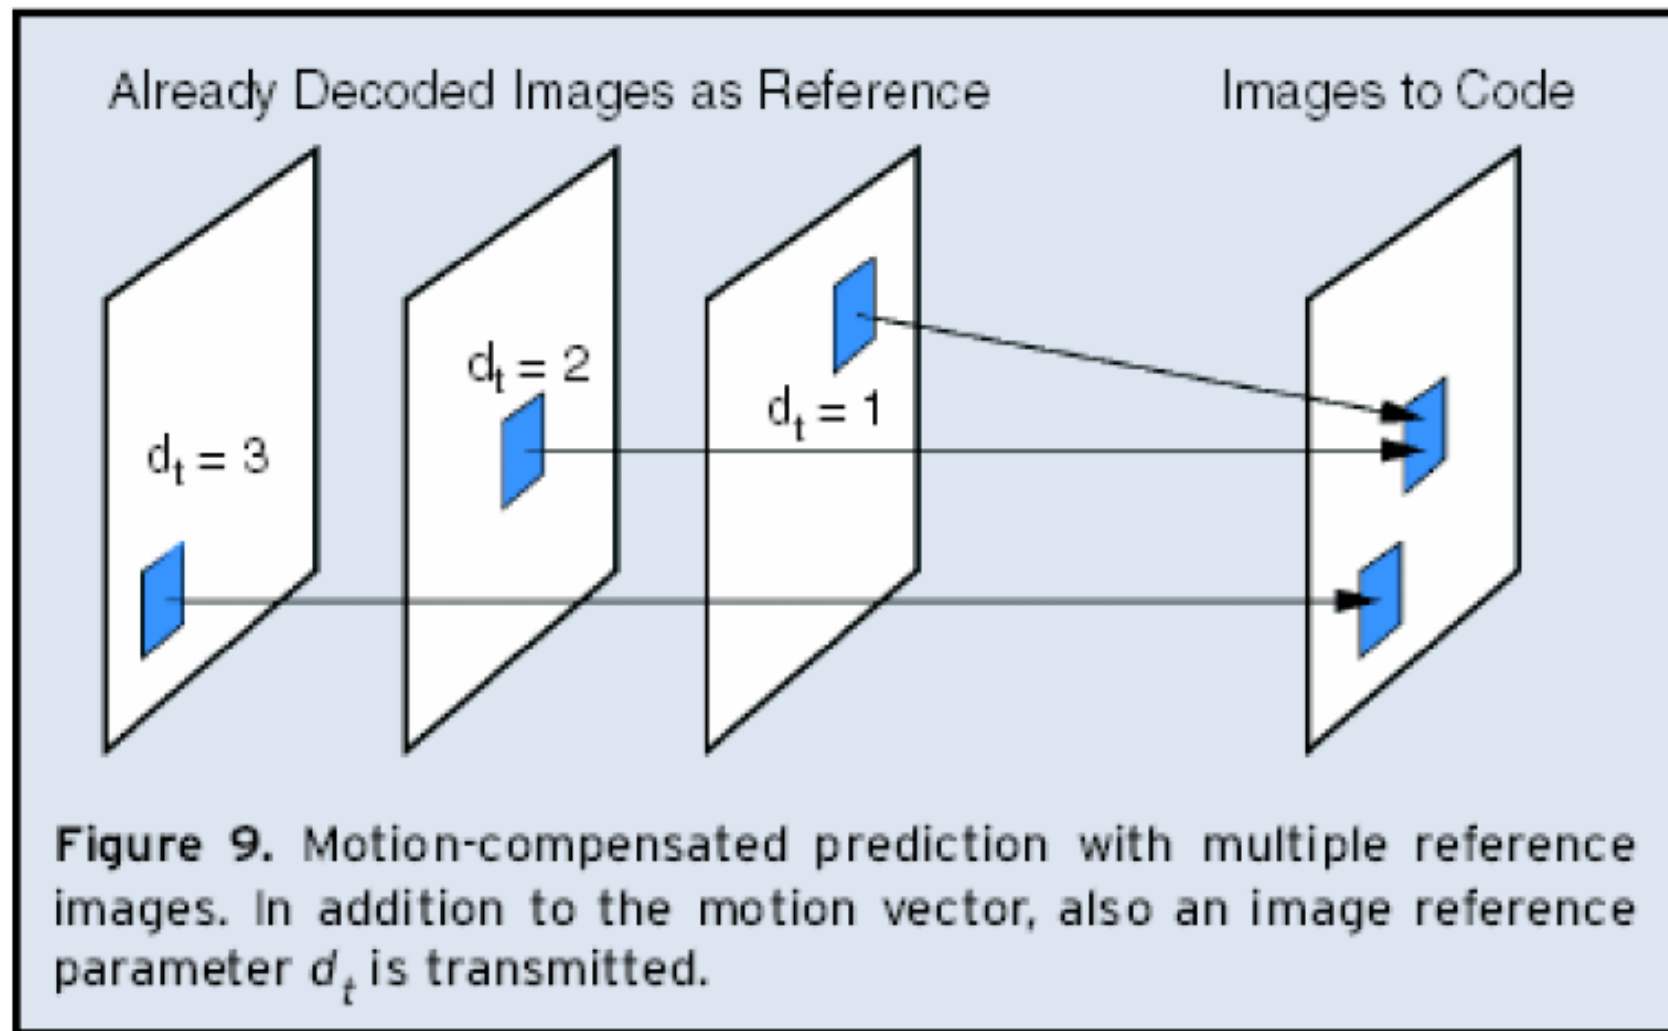 Already Decoded Images as Reference
Images to Code
dₜ = 2
dₜ = 1
dₜ = 3
Figure 9. Motion-compensated prediction with multiple reference
images. In addition to the motion vector, also an image reference
parameter dₜ is transmitted.